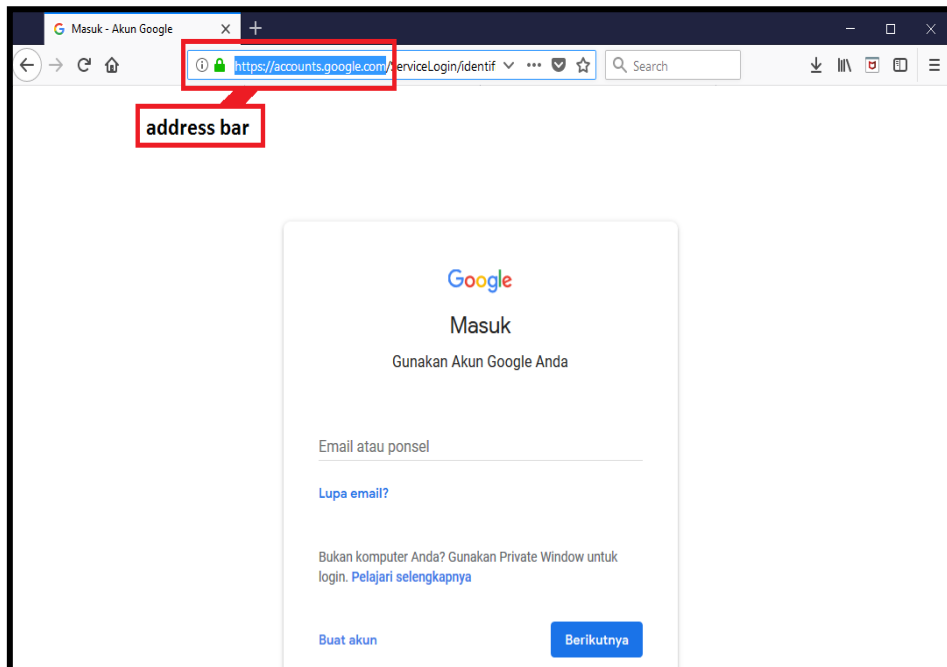 Masuk - Akun Google
https://accounts.google.com/ServiceLogin/identif
Search
address bar
Google
Masuk
Gunakan Akun Google Anda
Email atau ponsel
Lupa email?
Bukan komputer Anda? Gunakan Private Window untuk
login. Pelajari selengkapnya
Buat akun
Berikutnya